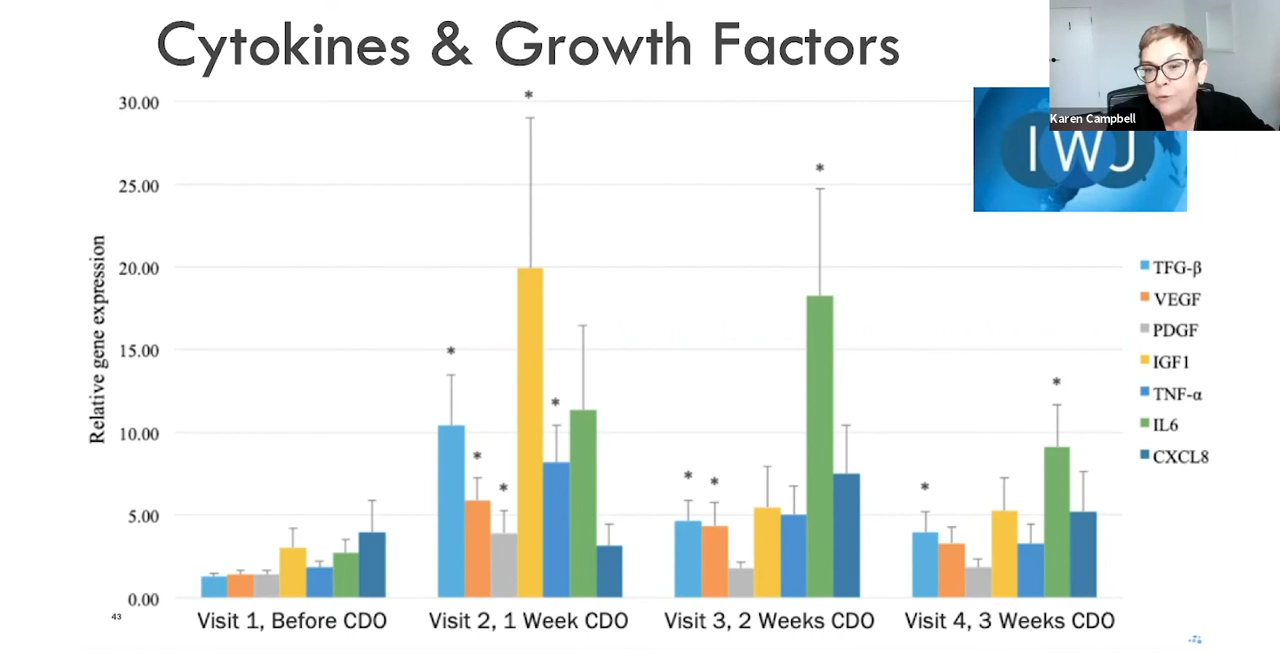 Cytokines & Growth Factors
Karen Campbell
IWJ
Relative gene expression
30.00
25.00
20.00
15.00
10.00
5.00
0.00
*
*
*
*
*
*
*
*
*
*
*
TFG-β
VEGF
PDGF
IGF1
TNF-α
IL6
CXCL8
Visit 1, Before CDO
Visit 2, 1 Week CDO
Visit 3, 2 Weeks CDO
Visit 4, 3 Weeks CDO
43